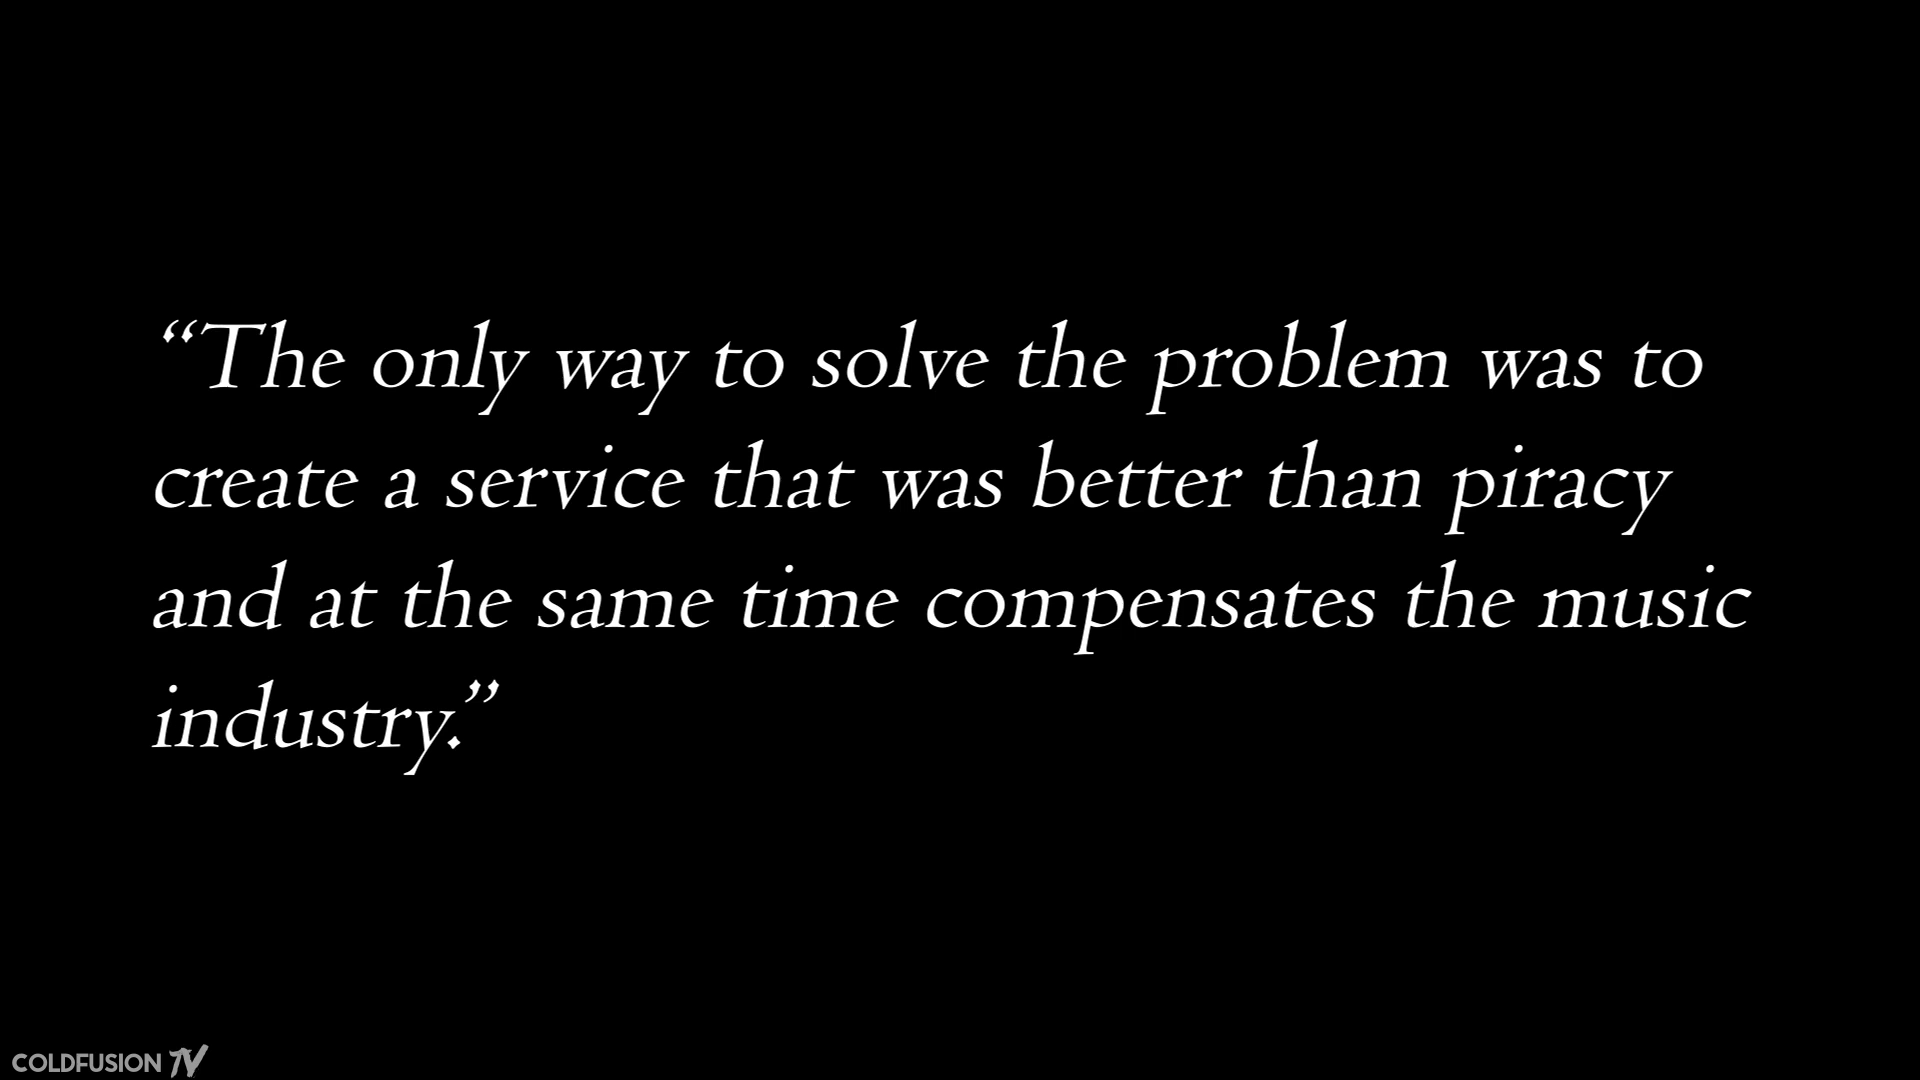 “The only way to solve the problem was to
create a service that was better than piracy
and at the same time compensates the music
industry.”
COLDFUSION TV